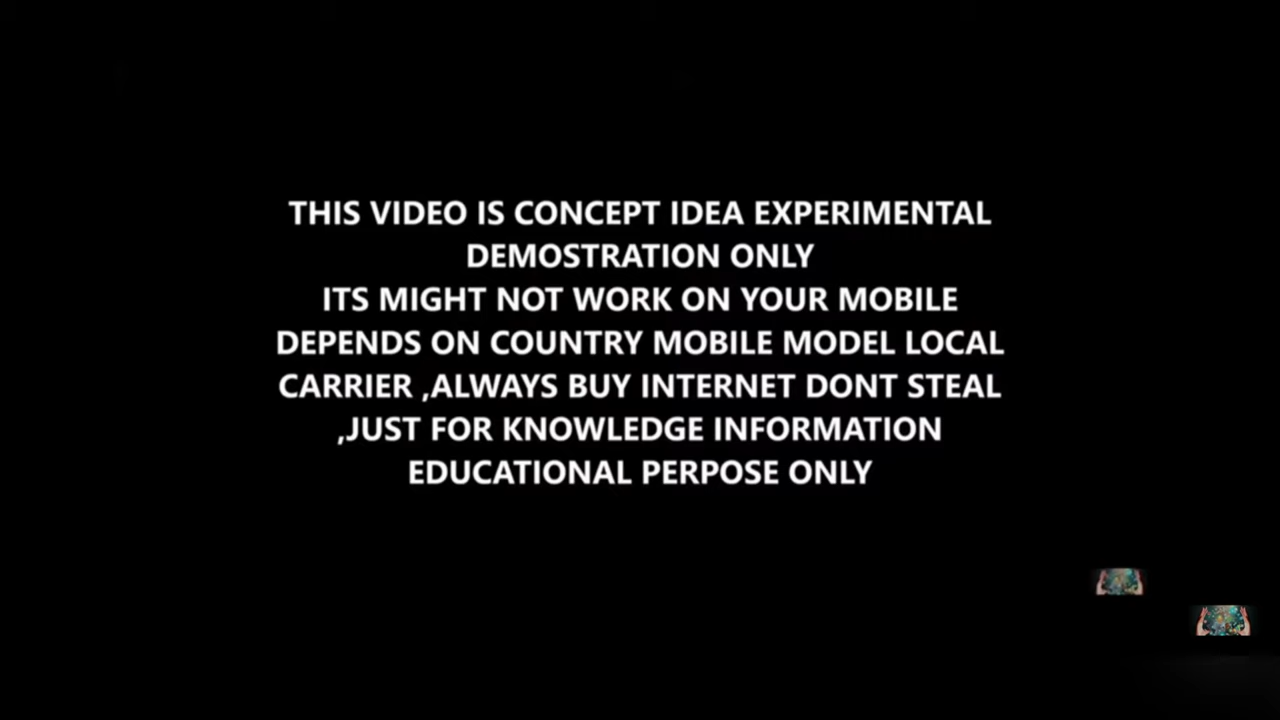 THIS VIDEO IS CONCEPT IDEA EXPERIMENTAL
DEMOSTRATION ONLY
ITS MIGHT NOT WORK ON YOUR MOBILE
DEPENDS ON COUNTRY MOBILE MODEL LOCAL
CARRIER ,ALWAYS BUY INTERNET DONT STEAL
,JUST FOR KNOWLEDGE INFORMATION
EDUCATIONAL PERPOSE ONLY